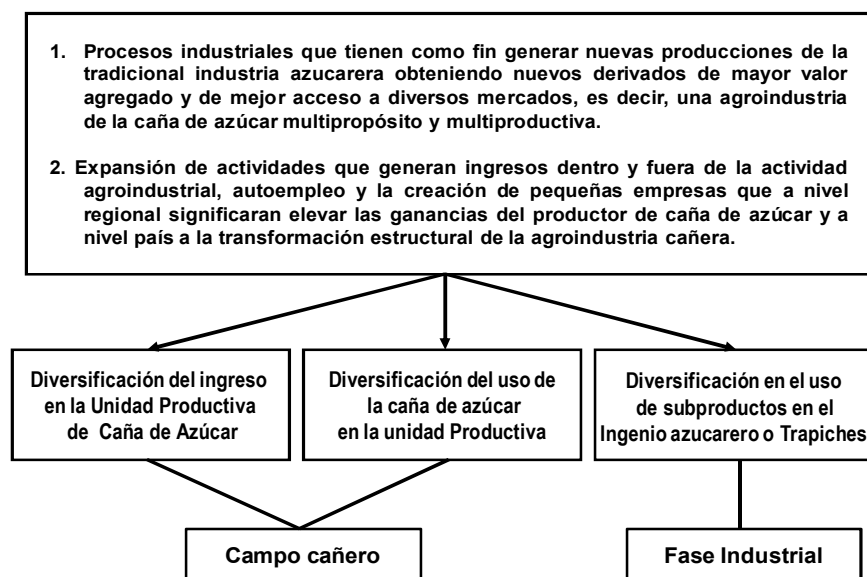 1. Procesos industriales que tienen como fin generar nuevas producciones de la
tradicional industria azucarera obteniendo nuevos derivados de mayor valor
agregado y de mejor acceso a diversos mercados, es decir, una agroindustria
de la caña de azúcar multipropósito y multiproductiva.
2. Expansión de actividades que generan ingresos dentro y fuera de la actividad
agroindustrial, autoempleo y la creación de pequeñas empresas que a nivel
regional significaran elevar las ganancias del productor de caña de azúcar y a
nivel país a la transformación estructural de la agroindustria cañera.
Diversificación del ingreso
en la Unidad Productiva
de Caña de Azúcar
Diversificación del uso de
la caña de azúcar
en la unidad Productiva
Diversificación en el uso
de subproductos en el
Ingenio azucarero o Trapiches
Campo cañero
Fase Industrial